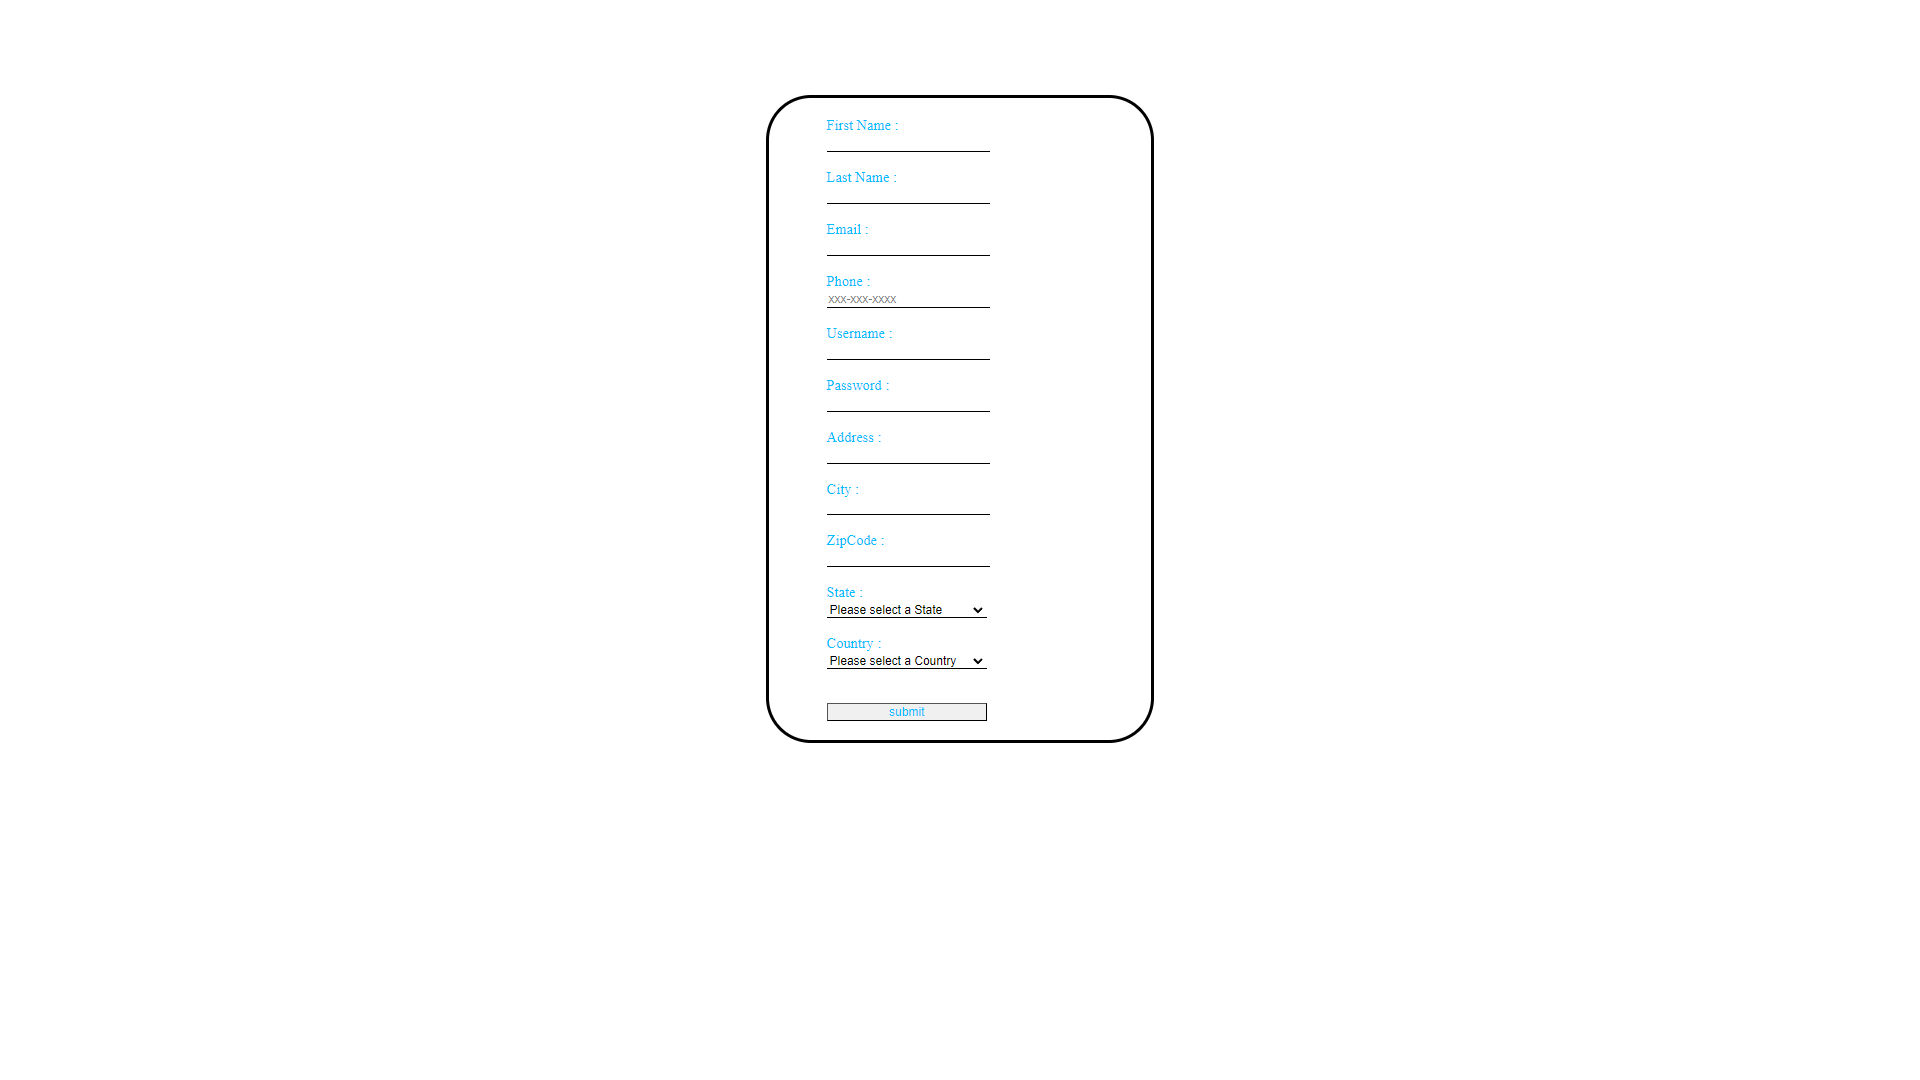 First Name :
Last Name :
Email :
Phone :
xxx-xxx-xxxx
Username :
Password :
Address :
City :
ZipCode :
State :
Please select a State
Country :
Please select a Country
submit